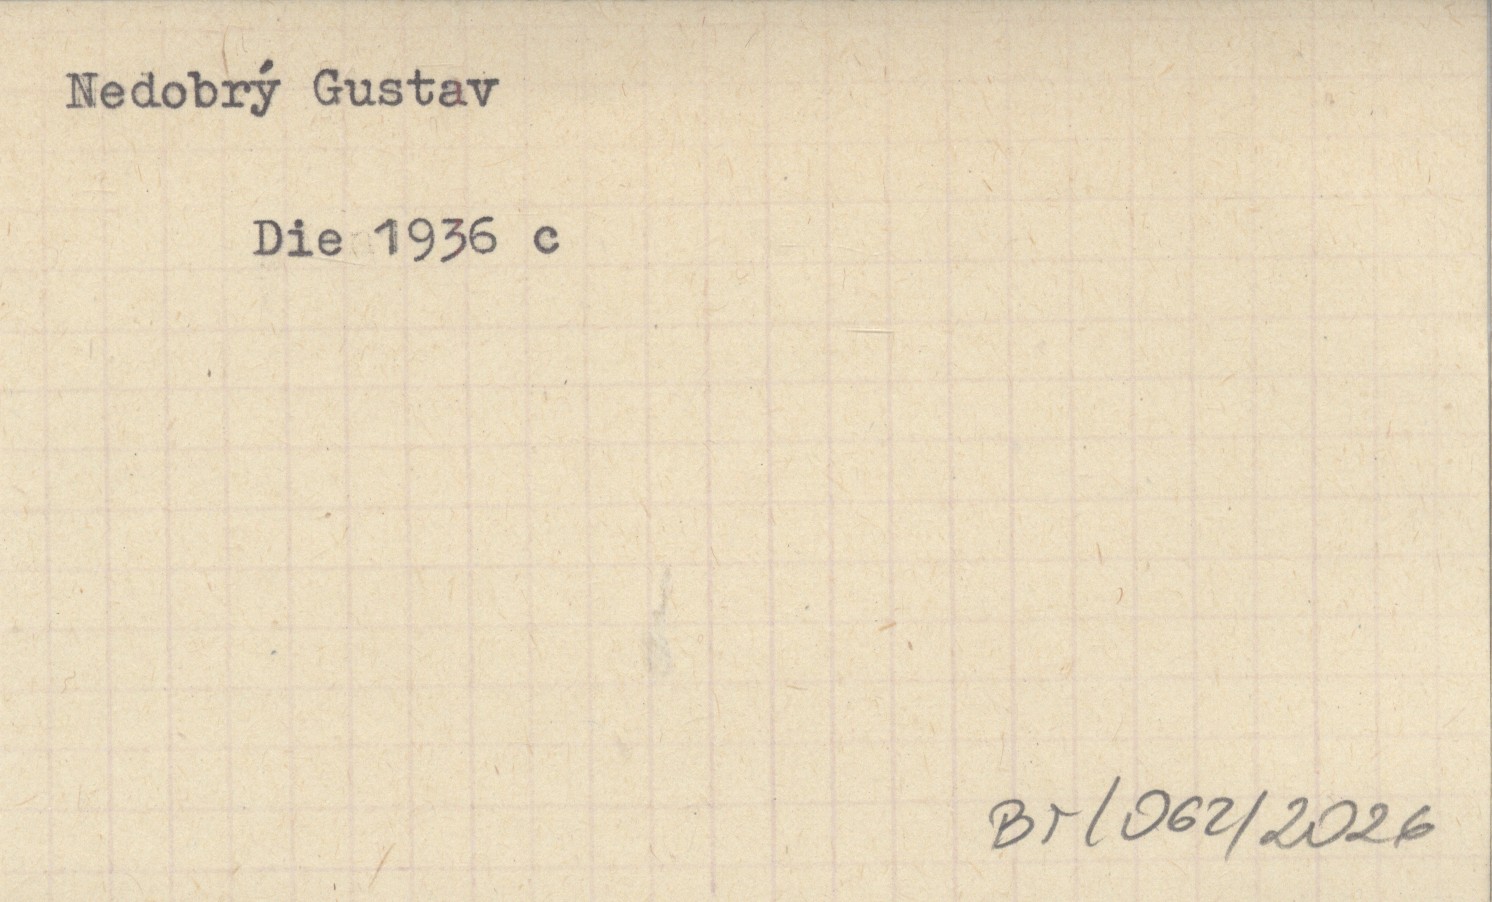 Nedobrý Gustav
Die 1936 c
Br/062/2026